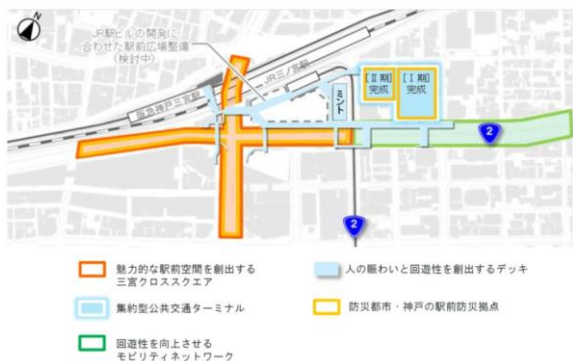 N
JR駅ビルの開発に
合わせた駅前広場整備
(検討中)
阪急神戸三宮駅
JR三ノ宮駅
ミント
[Ⅱ期]
完成
[Ⅰ期]
完成
2
2
魅力的な駅前空間を創出する
三宮クロススクエア
人の賑わいと回遊性を創出するデッキ
集約型公共交通ターミナル
防災都市・神戸の駅前防災拠点
回遊性を向上させる
モビリティネットワーク